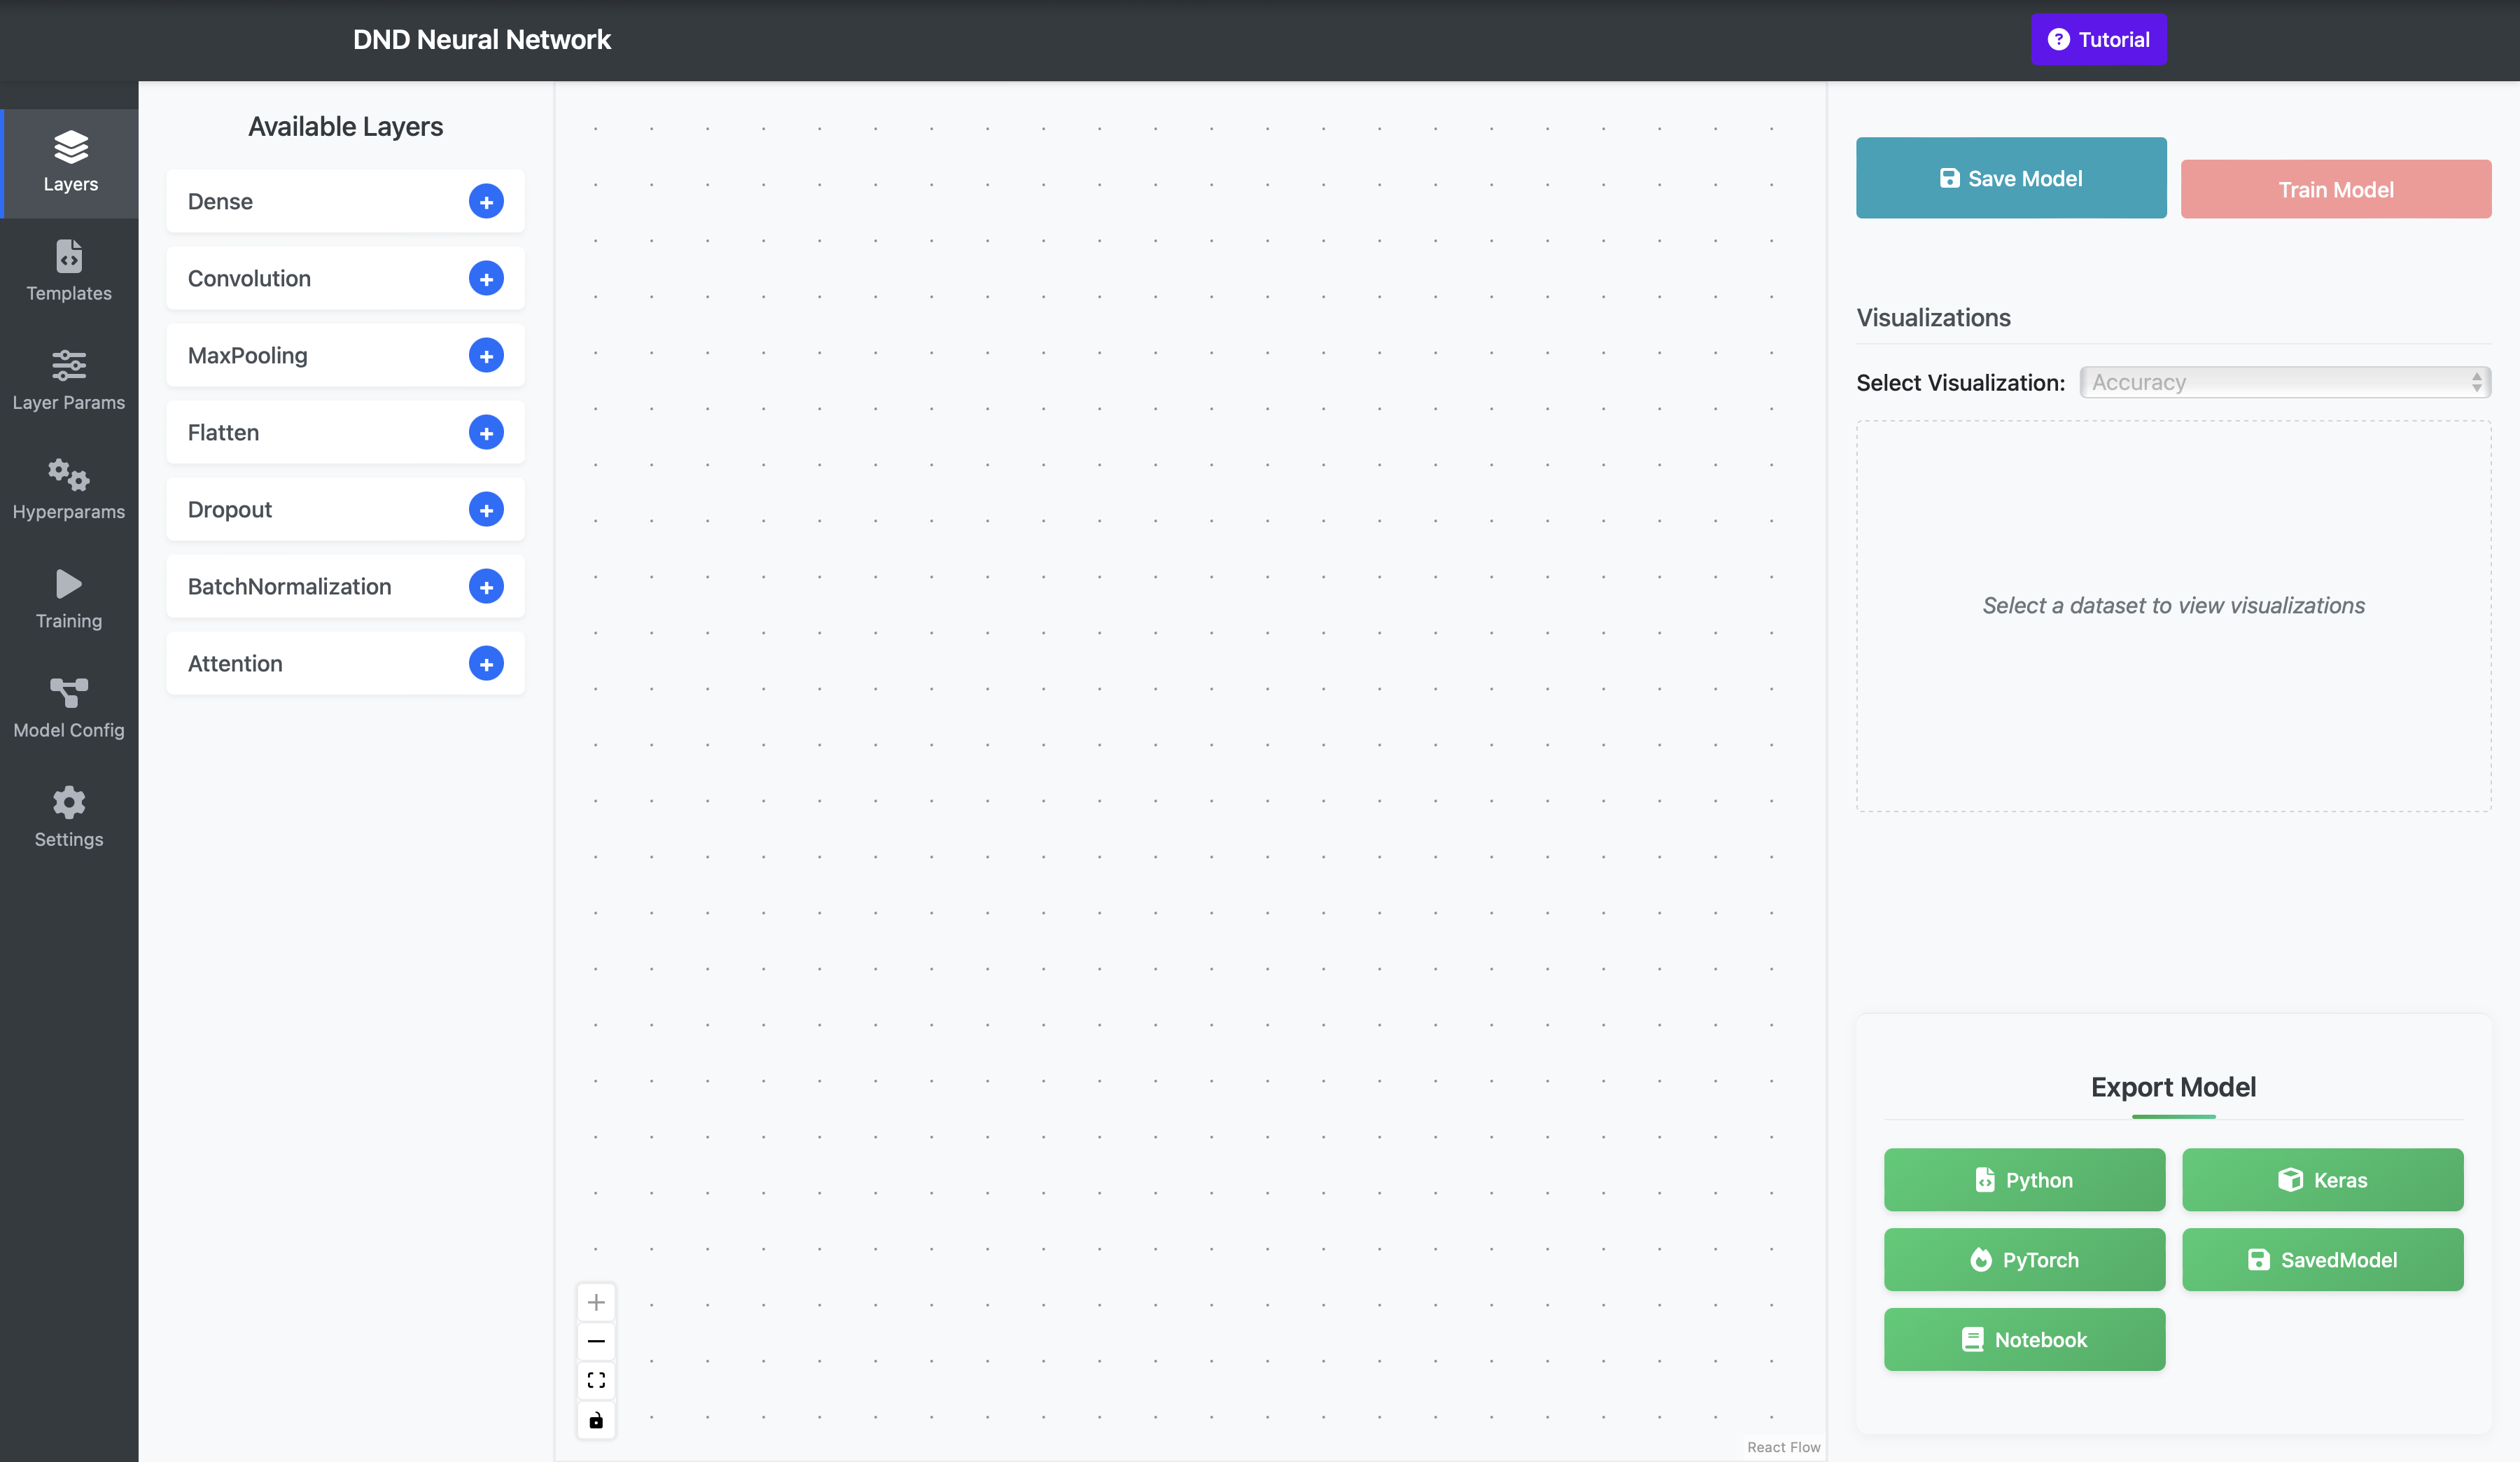 DND Neural Network
Tutorial
Layers
Templates
Layer Params
Hyperparams
Training
Model Config
Settings
Available Layers
Dense
Convolution
MaxPooling
Flatten
Dropout
BatchNormalization
Attention
React Flow
Save Model
Train Model
Visualizations
Select Visualization: Accuracy
Select a dataset to view visualizations
Export Model
Python
Keras
PyTorch
SavedModel
Notebook